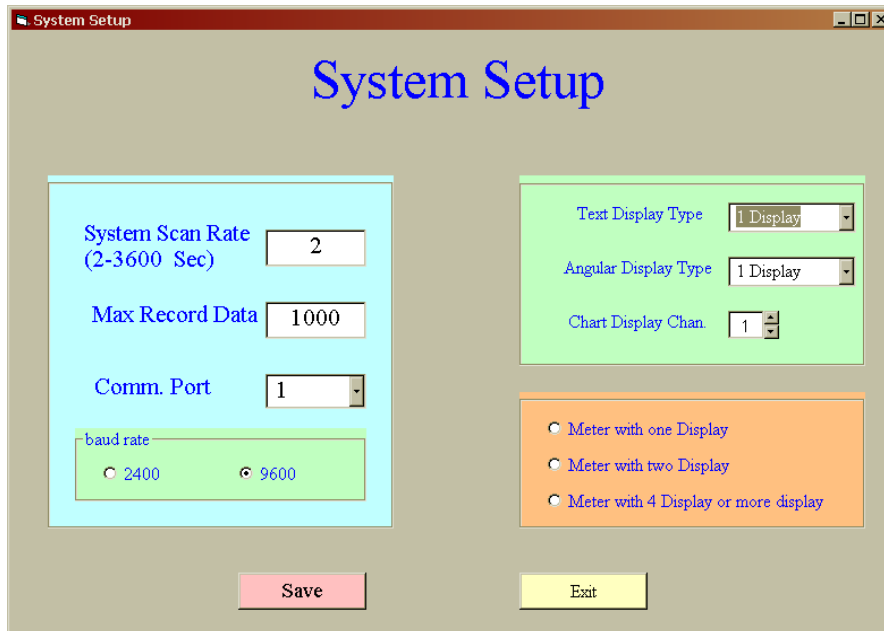 System Setup
System Setup
System Scan Rate
(2-3600 Sec)
2
Max Record Data
1000
Comm. Port
1
baud rate
2400
9600
Text Display Type
1 Display
Angular Display Type
1 Display
Chart Display Chan.
1
Meter with one Display
Meter with two Display
Meter with 4 Display or more display
Save
Exit